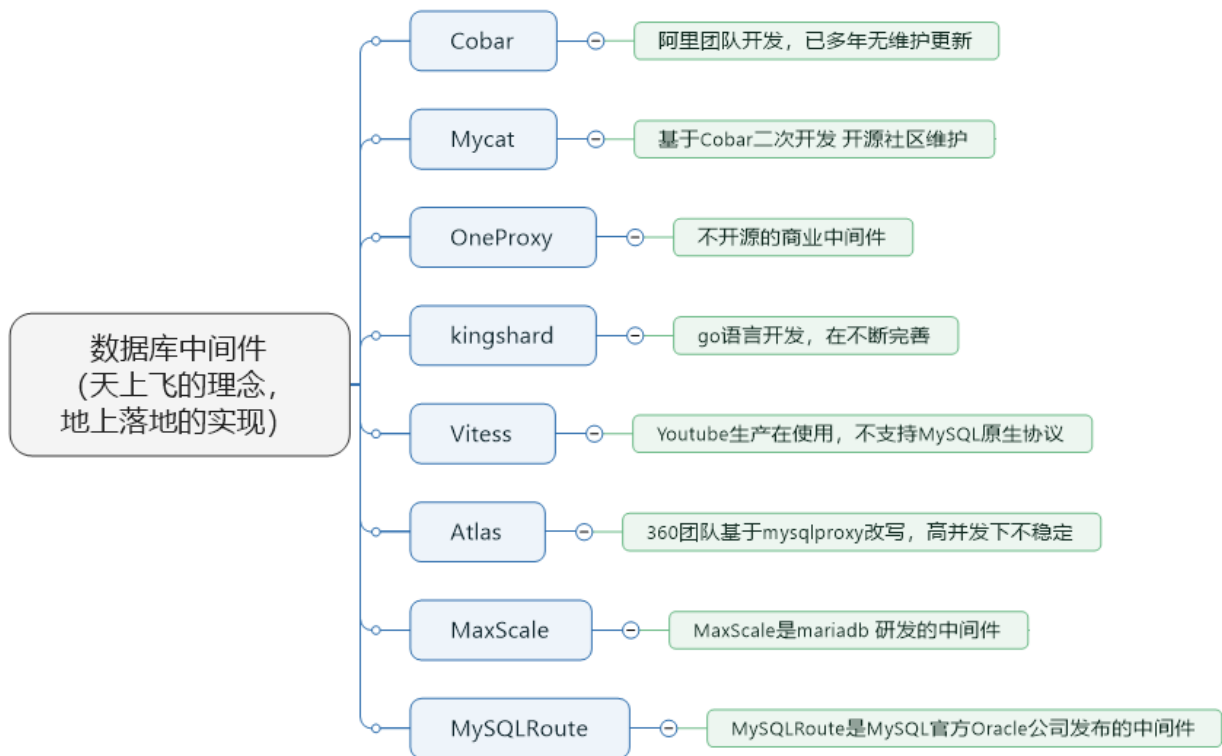 Cobar
阿里团队开发，已多年无维护更新
Mycat
基于Cobar二次开发 开源社区维护
OneProxy
不开源的商业中间件
kingshard
go语言开发，在不断完善
数据库中间件
（天上飞的理念，
地上落地的实现）
Vitess
Youtube生产在使用，不支持MySQL原生协议
Atlas
360团队基于mysqlproxy改写，高并发下不稳定
MaxScale
MaxScale是mariadb 研发的中间件
MySQLRoute
MySQLRoute是MySQL官方Oracle公司发布的中间件